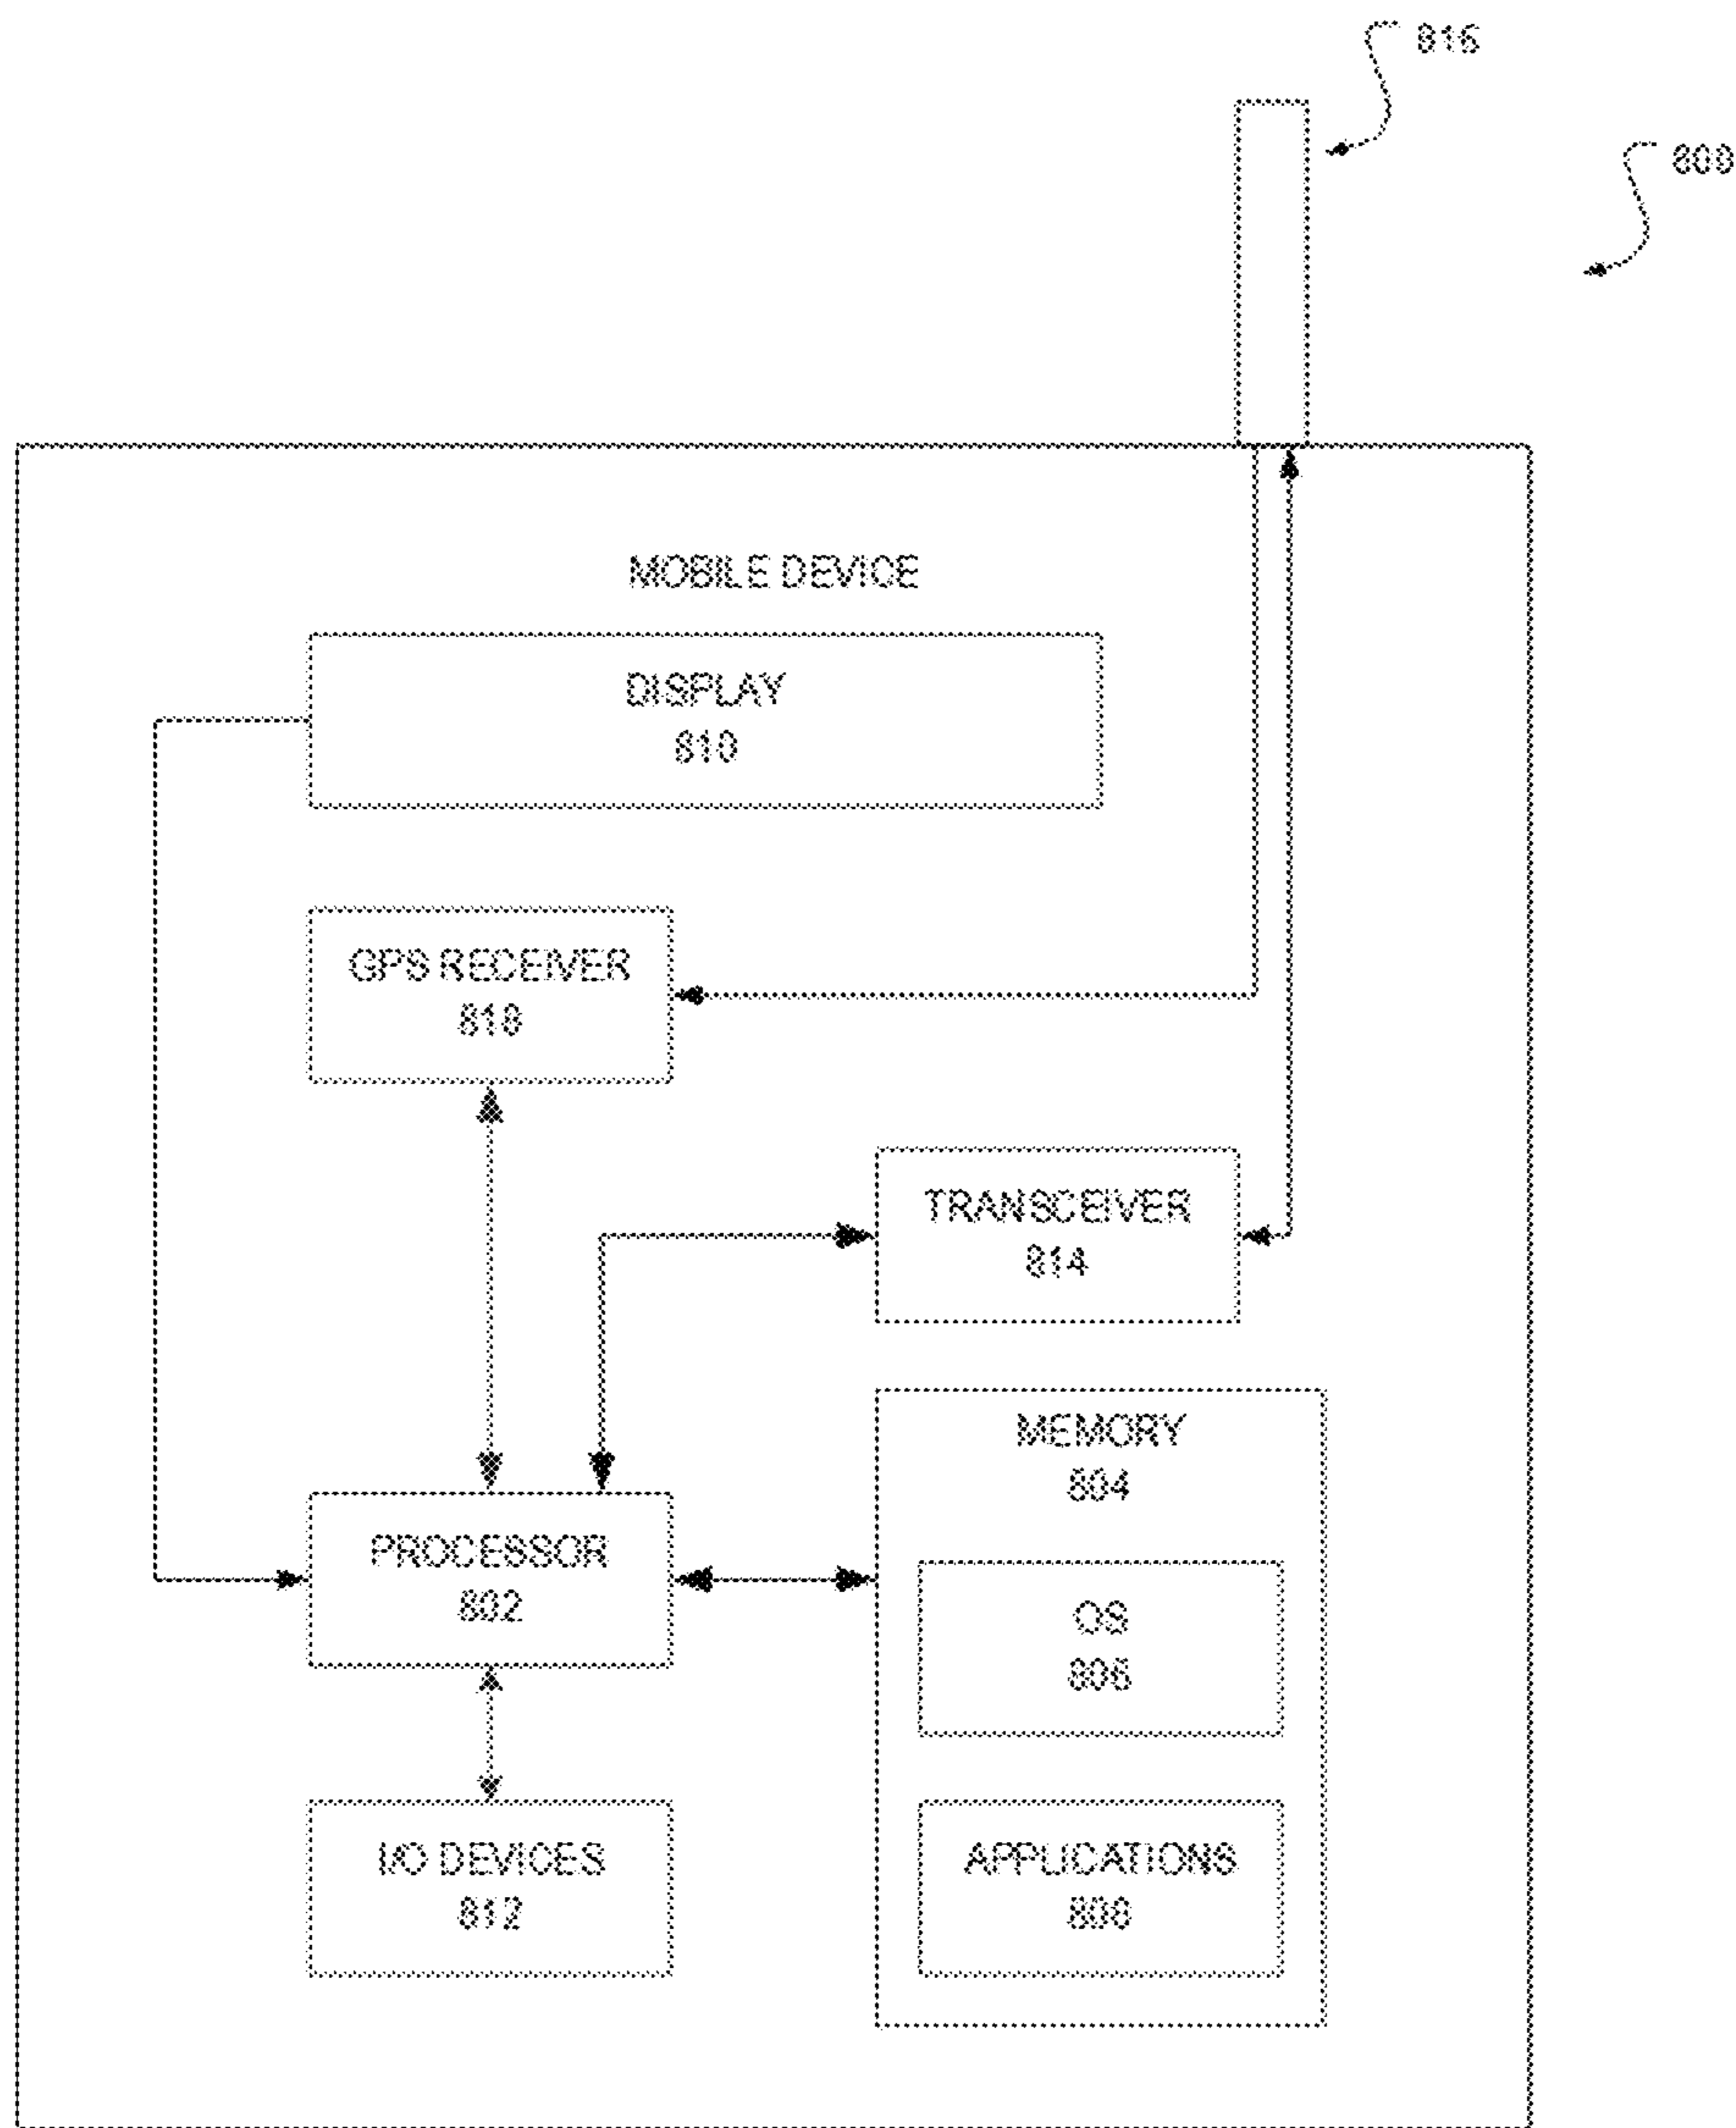 816
800
MOBILE DEVICE
DISPLAY
810
GPS RECEIVER
818
TRANSCEIVER
814
MEMORY
804
PROCESSOR
802
OS
806
I/O DEVICES
812
APPLICATIONS
808